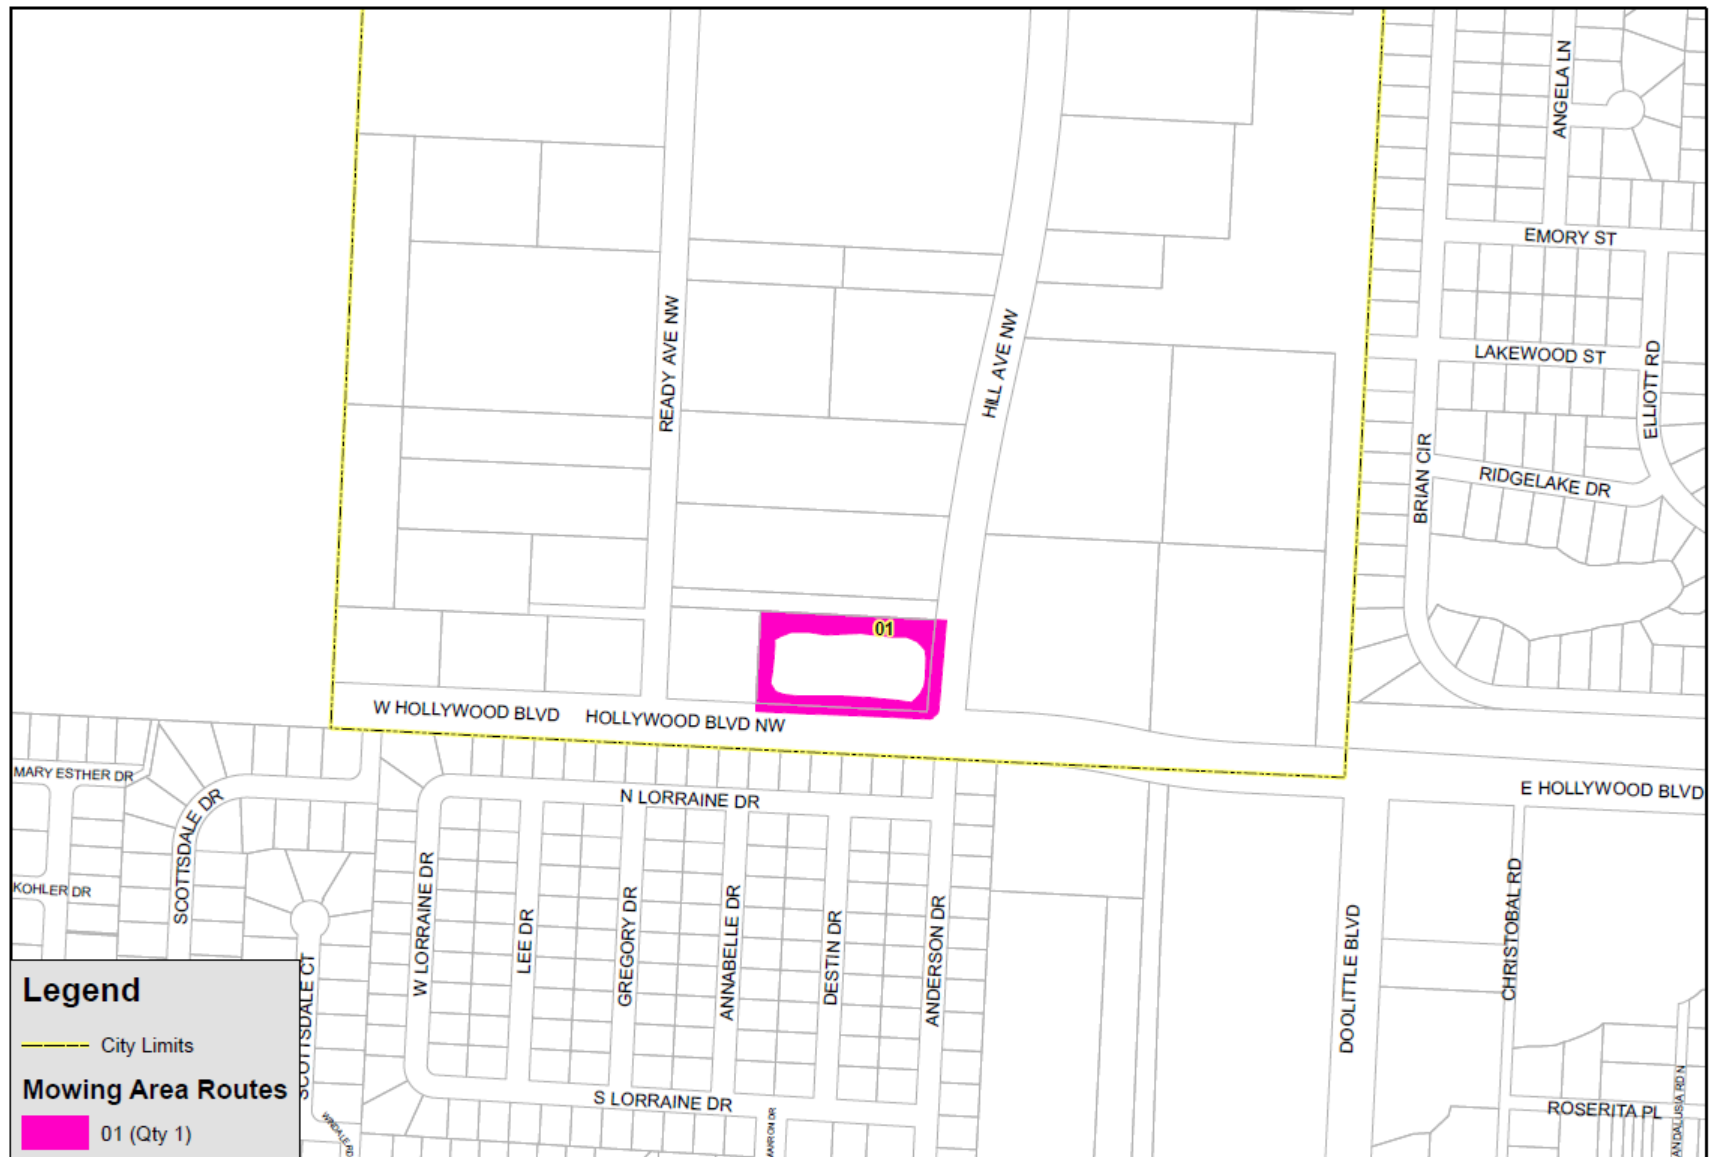 ANGELA LN
EMORY ST
READY AVE NW
HILL AVE NW
LAKEWOOD ST
ELLIOTT RD
BRIAN CIR
RIDGELAKE DR
01
W HOLLYWOOD BLVD
HOLLYWOOD BLVD NW
MARY ESTHER DR
E HOLLYWOOD BLVD
N LORRAINE DR
SCOTTSDALE DR
KOHLER DR
W LORRAINE DR
LEE DR
GREGORY DR
ANNABELLE DR
DESTIN DR
ANDERSON DR
DOOLITTLE BLVD
CHRISTOBAL RD
SCOTTSDALE CT
S LORRAINE DR
ROSERITA PL
ANDALUSIA RD N
Legend
City Limits
Mowing Area Routes
01 (Qty 1)